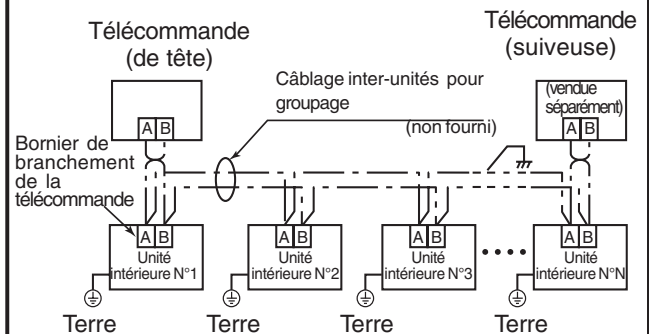 Télécommande
(de tête)
Télécommande
(suiveuse)
Câblage inter-unités pour
groupage
(non fourni)
(vendue
séparément)
A B
A B
Bornier de
branchement
de la
télécommande
A B
Unité
intérieure N°1
A B
Unité
intérieure N°2
A B
Unité
intérieure N°3
A B
Unité
intérieure N°N
Terre
Terre
Terre
Terre